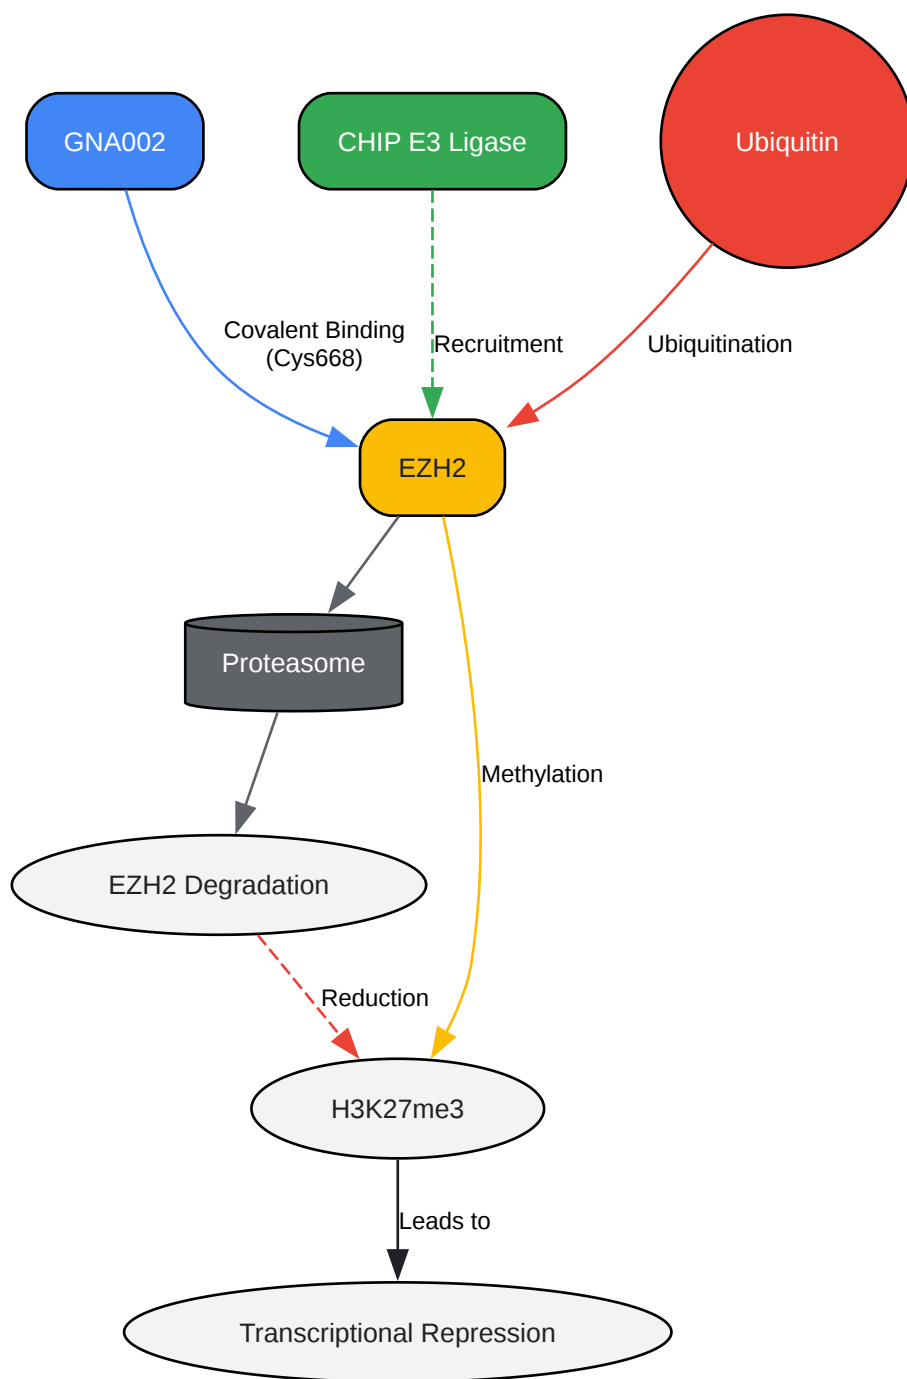 GNA002
CHIP E3 Ligase
Ubiquitin
Covalent Binding
(Cys668)
Recruitment
Ubiquitination
EZH2
Proteasome
Methylation
EZH2 Degradation
Reduction
H3K27me3
Leads to
Transcriptional Repression